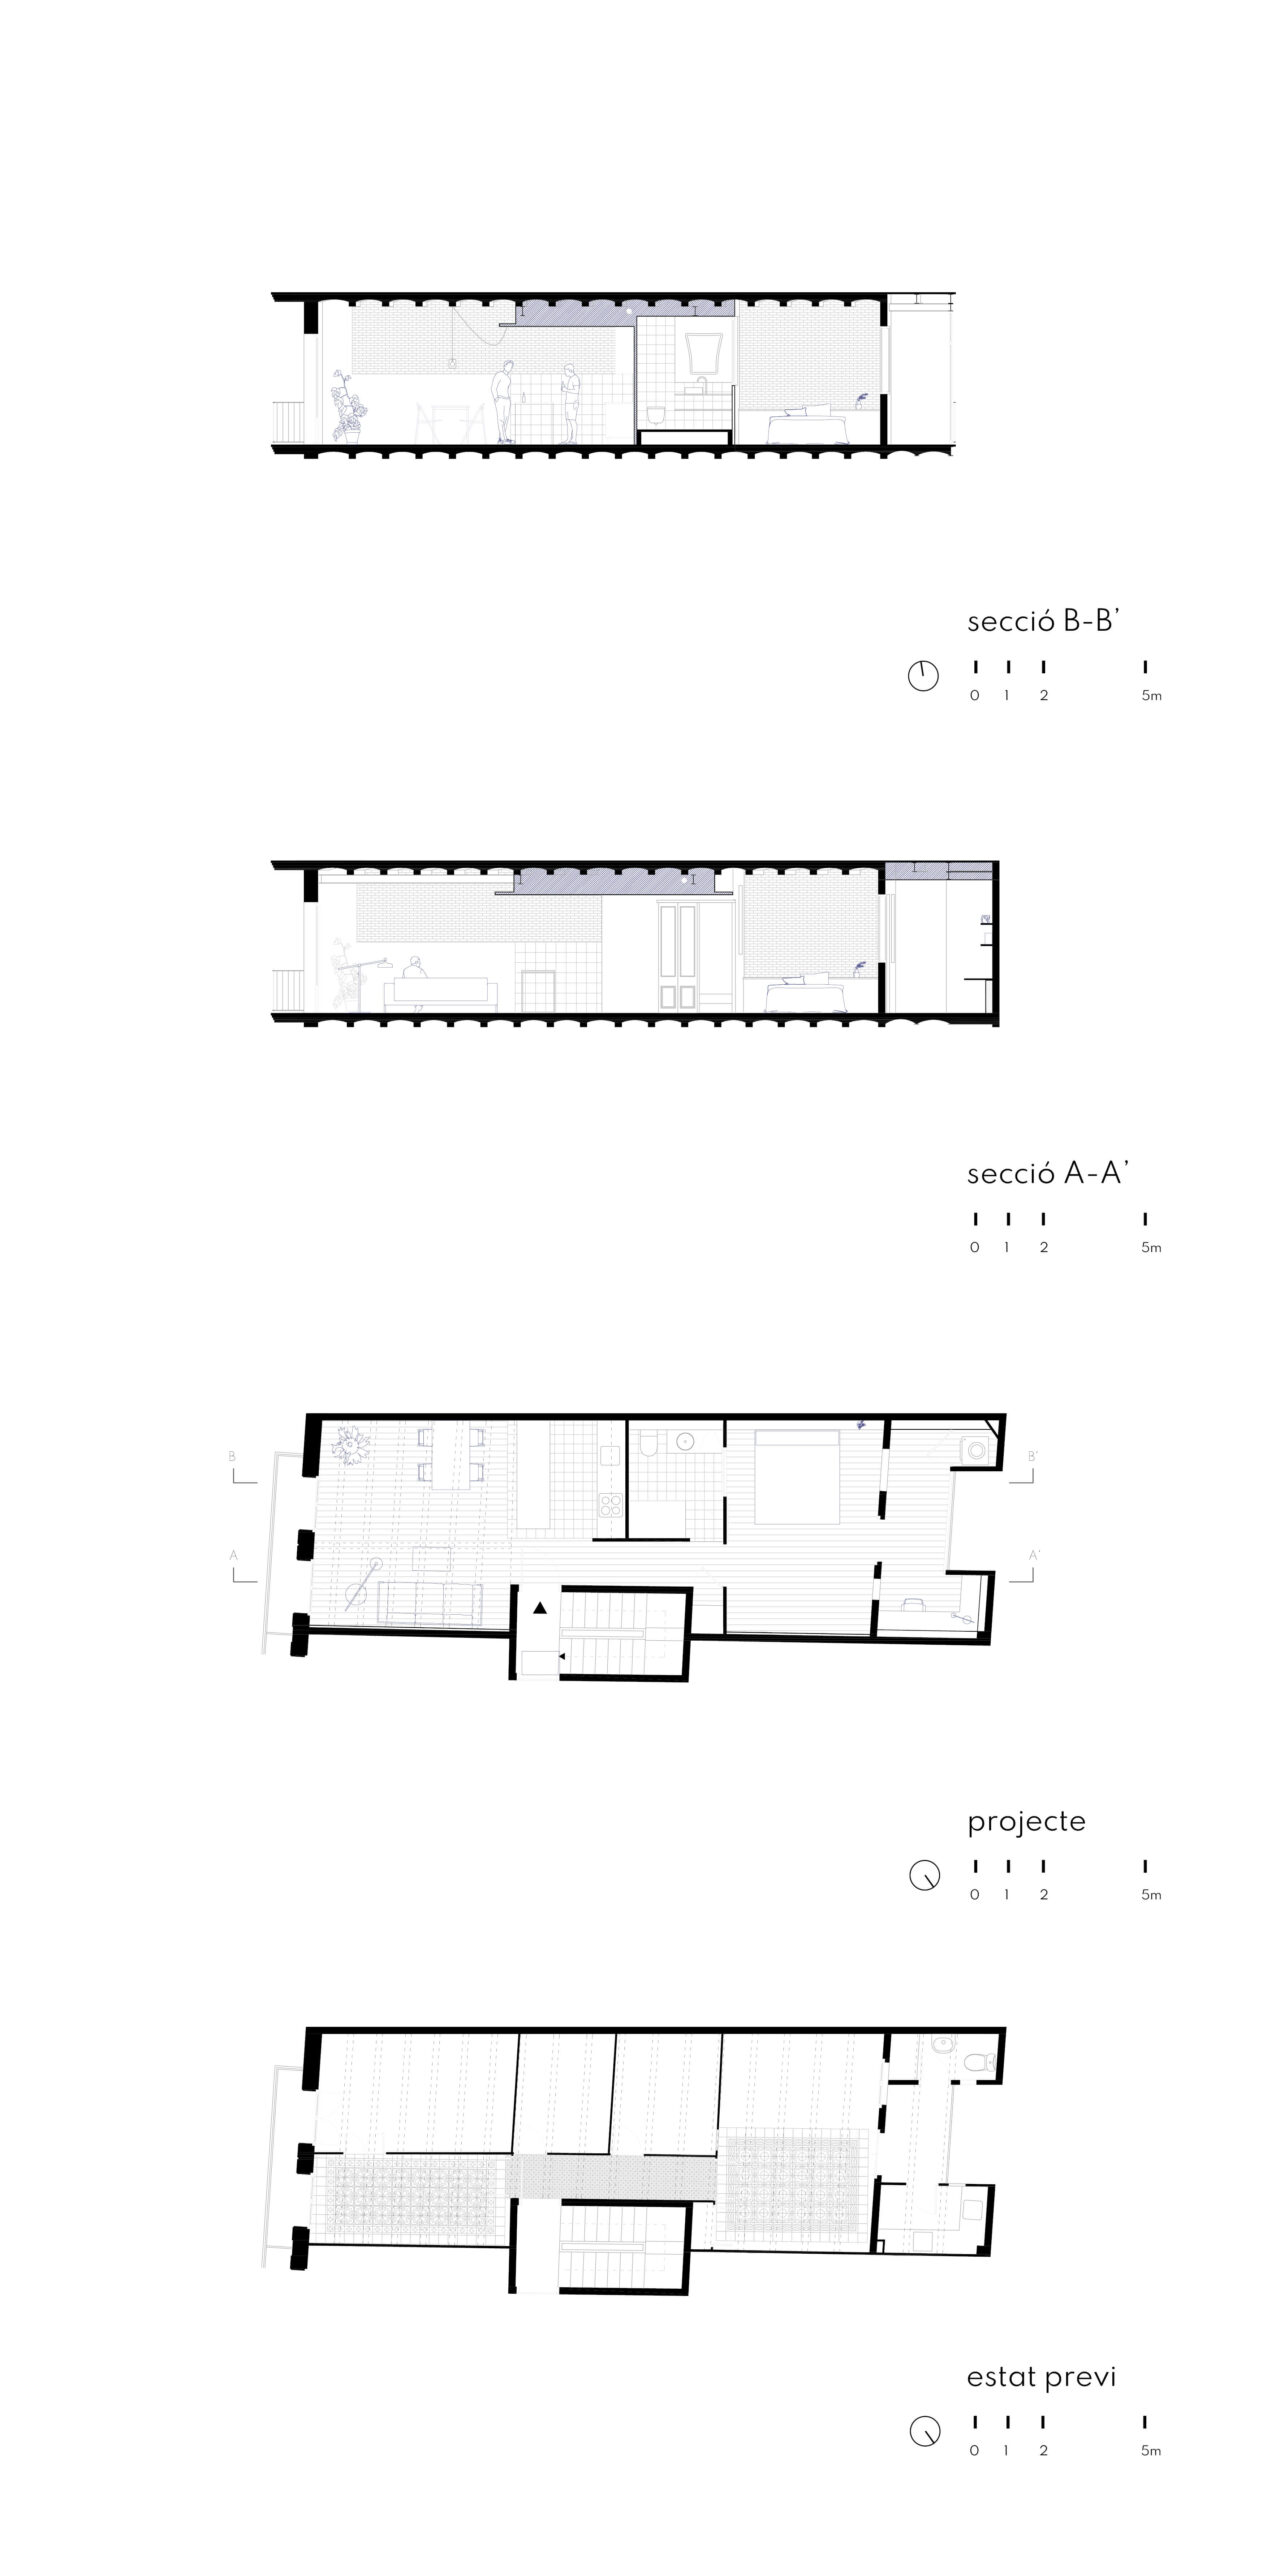 secció B-B’
0 1 2 5m
secció A-A’
0 1 2 5m
B B’
A A’
projecte
0 1 2 5m
estat previ
0 1 2 5m